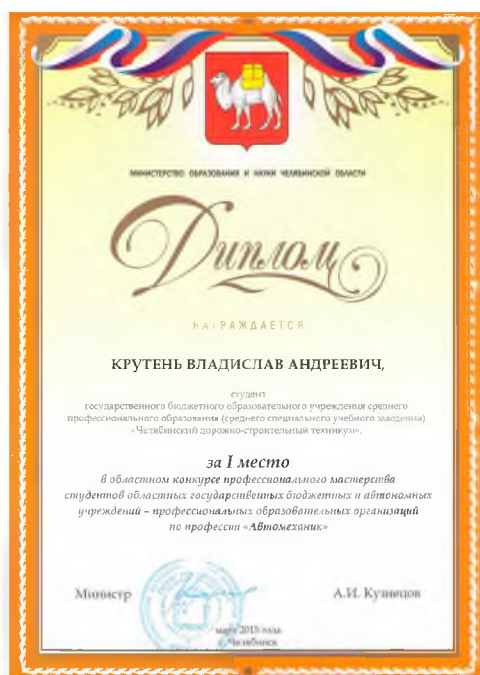 МИНИСТЕРСТВО ОБРАЗОВАНИЯ И НАУКИ ЧЕЛЯБИНСКОЙ ОБЛАСТИ
Диплом
НАГРАЖДАЕТСЯ
КРУТЕНЬ ВЛАДИСЛАВ АНДРЕЕВИЧ,
студент
государственного бюджетного образовательного учреждения среднего
профессионального образования (среднего специального учебного заведения)
«Челябинский дорожно-строительный техникум»,
за I место
в областном конкурсе профессионального мастерства
студентов областных государственных бюджетных и автономных
учреждений – профессиональных образовательных организаций
по профессии «Автомеханик»
Министр А.И. Кузнецов
март 2015 года
г. Челябинск